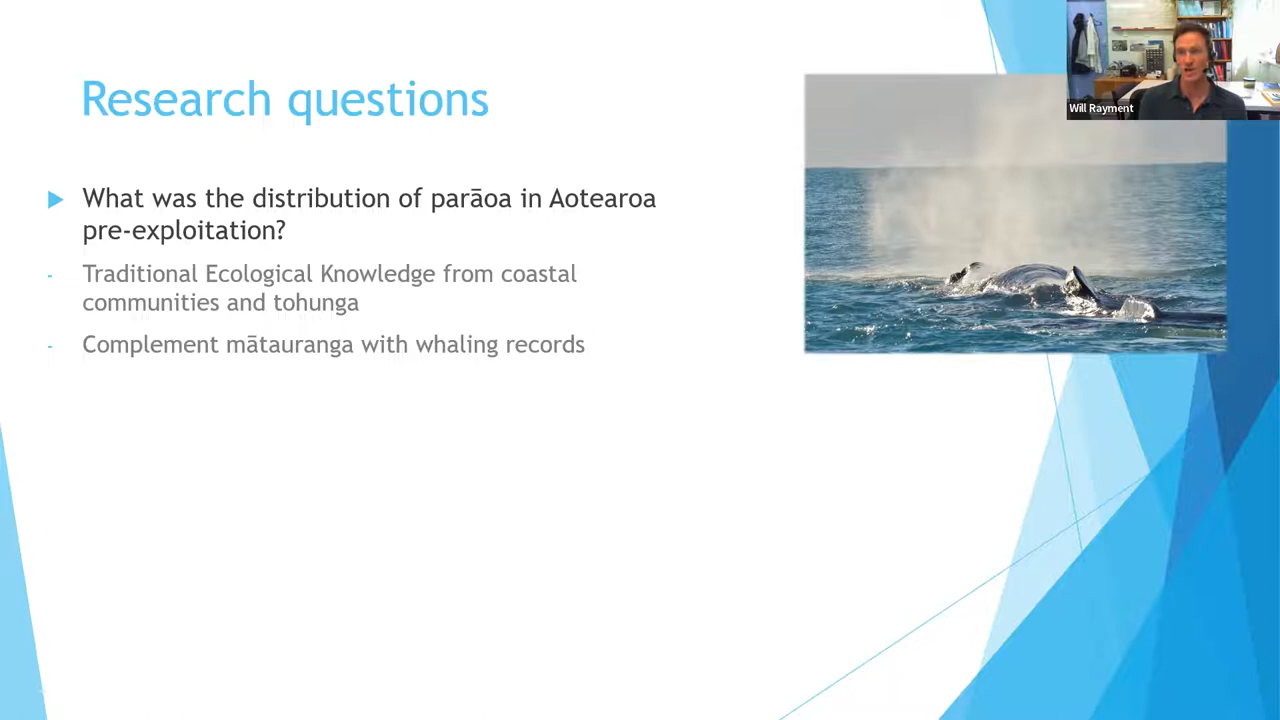 Research questions
What was the distribution of parāoa in Aotearoa
pre-exploitation?
- Traditional Ecological Knowledge from coastal
communities and tohunga
- Complement mātauranga with whaling records
Will Rayment